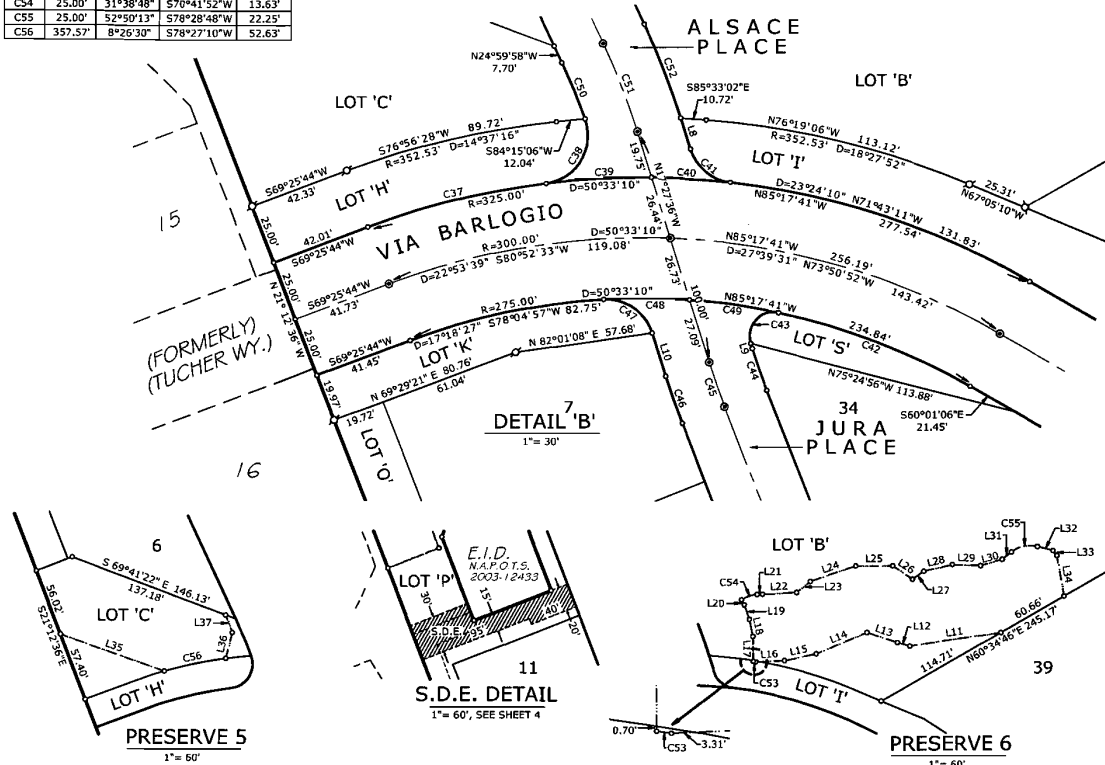 C54 25.00' 31°38'48" S70°41'52"W 13.63'
C55 25.00' 52°50'13" S78°28'48"W 22.25'
C56 357.57' 8°26'30" S78°27'10"W 52.63'
ALSACE
PLACE
N24°59'58"W
7.70'
C50
C51
C52
LOT 'C'
LOT 'B'
S85°33'02"E
10.72'
S76°56'28"W 89.72'
R=352.53' D=14°37'16"
S84°15'06"W
12.04'
C38
19.75'
L8
C41
N76°19'06"W 113.12'
R=352.53' D=18°27'52"
LOT 'I'
25.31'
N67°05'10"W
S69°25'44"W
42.33'
LOT 'H'
C37
R=325.00'
C39
D=50°33'10"
C40
N17°27'36"W
D=23°24'10" N71°43'11"W
N85°17'41"W 277.54'
131.83'
15
25.00'
42.01'
S69°25'44"W
VIA BARLOGIO
26.44'
R=300.00' D=50°33'10"
D=22°53'39" S80°52'33"W 119.08'
N85°17'41"W 256.19'
D=27°39'31" N73°50'52"W 143.42'
25.00'
N 21° 12' 36" W
S69°25'44"W
41.73'
26.73'
100.00'
(FORMERLY)
(TUCHER WY.)
25.00'
R=275.00'
D=50°33'10"
C48
N85°17'41"W
C49
D=17°18'27" S78°04'57"W 82.75'
C47
27.09'
C43
234.84'
C42
S69°25'44"W
41.45'
LOT 'K'
N 82°01'08" E 57.68'
LOT 'S'
19.97'
N 69°29'21" E 80.76'
61.04'
L10
L9
C44
N75°24'56"W 113.88'
19.72'
C46
C45
S60°01'06"E
21.45'
7
DETAIL 'B'
1"= 30'
34
JURA
PLACE
LOT 'O'
16
6
S 69°41'22" E 146.13'
137.18'
56.02'
S21°12'36"E
LOT 'C'
L37
L35
L36
57.40'
C56
LOT 'H'
PRESERVE 5
1"= 60'
E.I.D.
N.A.P.O.T.S.
2003-12433
LOT 'P'
30'
15'
S.D.E.
95'
40'
20'
11
S.D.E. DETAIL
1"= 60', SEE SHEET 4
LOT 'B'
C55
L31
L32
L33
L21
L24
L25
L26
L28
L29
L30
L34
C54
L22
L23
L27
L20
L19
L18
L14
L13
L12
L11
60.66'
N60°34'46"E 245.17'
L17
L16
L15
114.71'
39
C53
LOT 'I'
0.70'
C53
3.31'
PRESERVE 6
1"= 60'